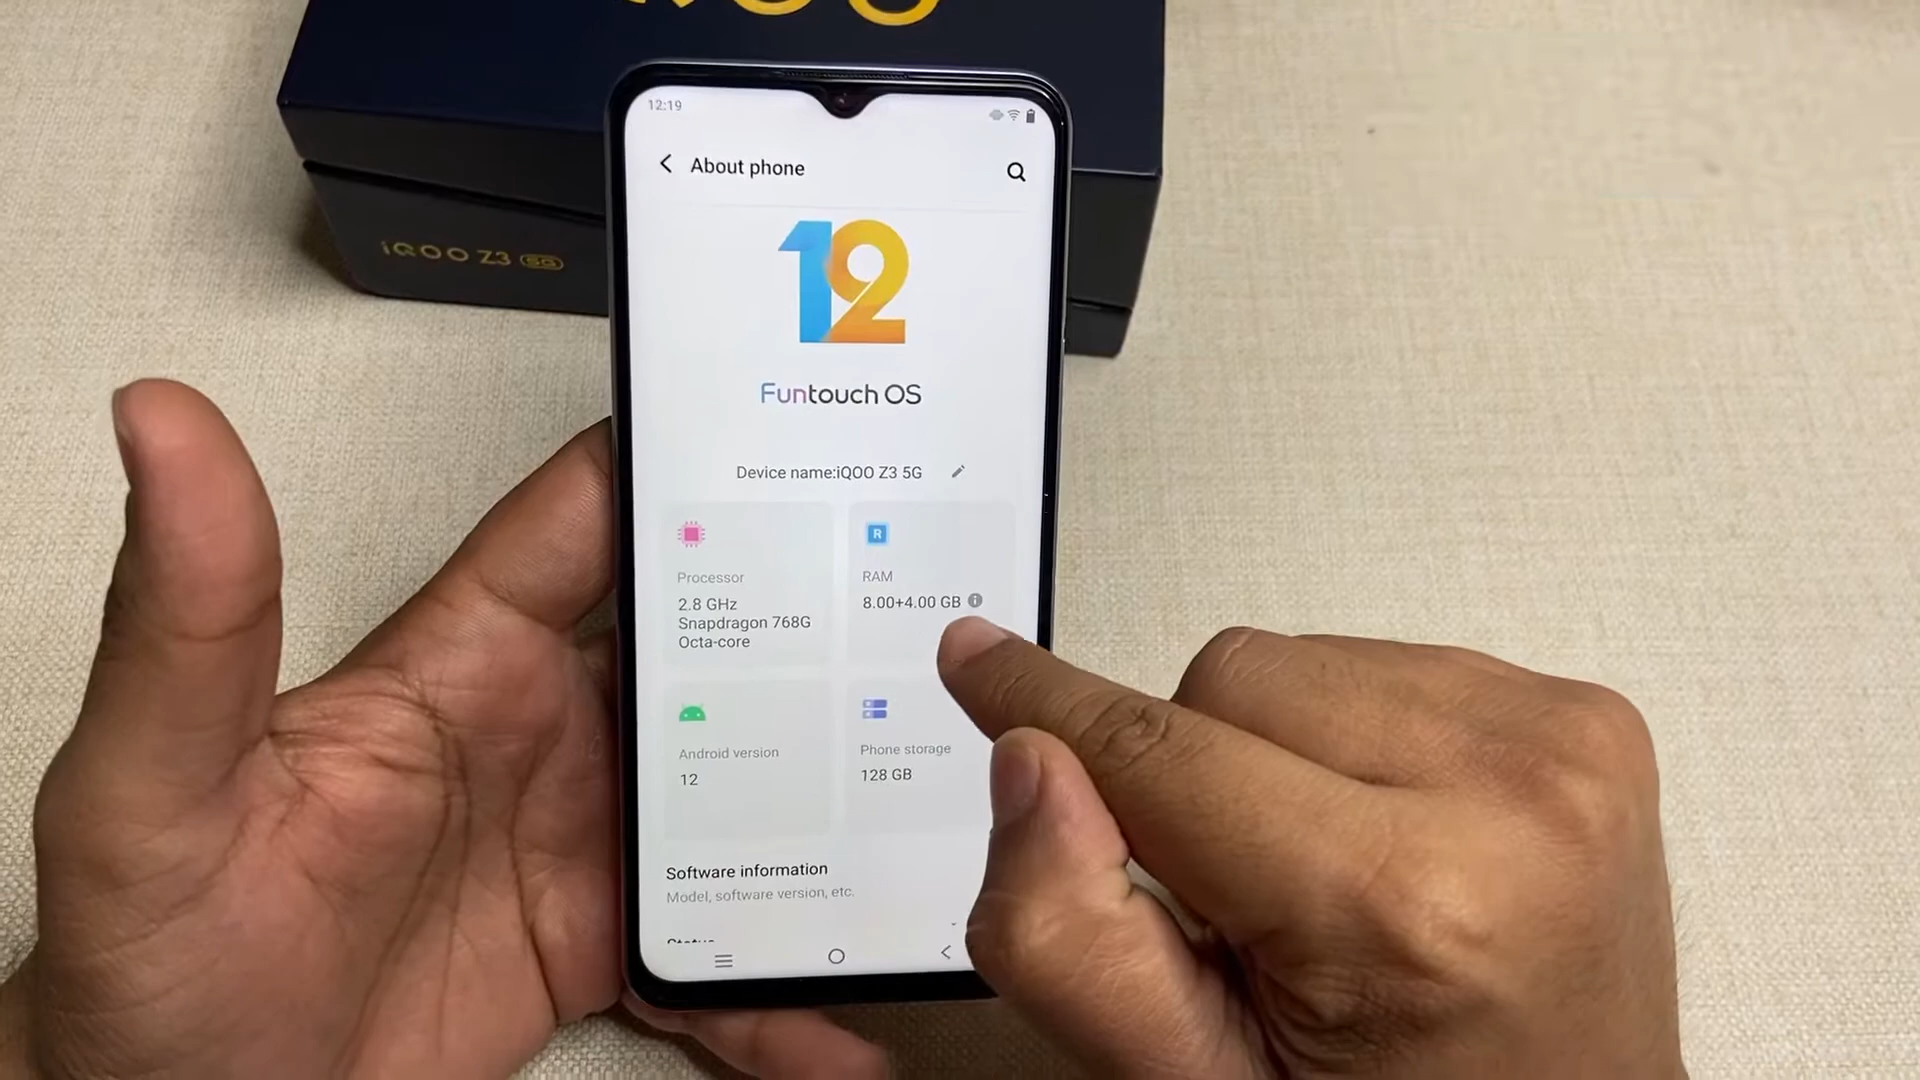 iQOO
iQOO Z3 5G
12:19
About phone
12
Funtouch OS
Device name:iQOO Z3 5G
R
Processor
2.8 GHz
Snapdragon 768G
Octa-core
RAM
8.00+4.00 GB
Android version
12
Phone storage
128 GB
Software information
Model, software version, etc.
Status